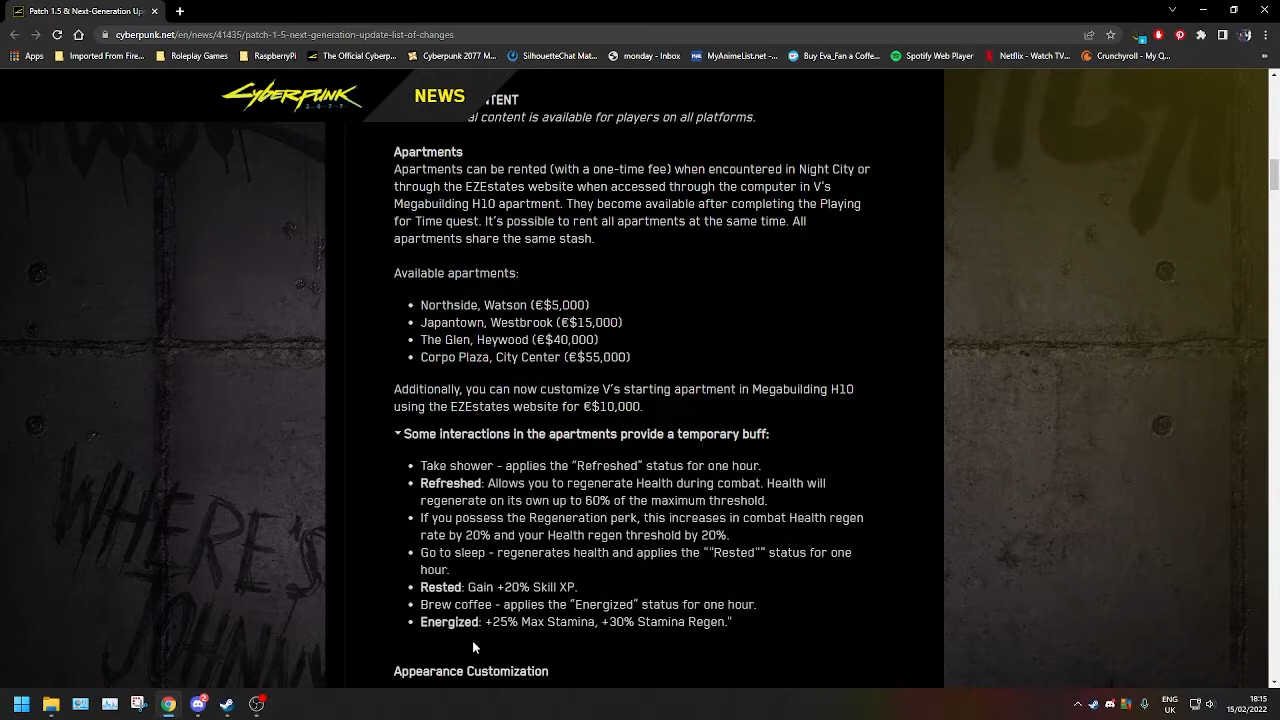 Patch 1.5 & Next-Generation Up
cyberpunk.net/en/news/41435/patch-1-5-next-generation-update-list-of-changes
Apps
Imported From Firef...
Roleplay Games
RaspberryPi
The Official Cyberp...
Cyberpunk 2077 M...
SilhouetteChat Mat...
monday - Inbox
MyAnimeList.net -...
Buy Eva_Fan a Coffe...
Spotify Web Player
Netflix - Watch TV...
Crunchyroll - My Q...
Cyberpunk
2077
NEWS
NTENT
al content is available for players on all platforms.
Apartments
Apartments can be rented (with a one-time fee) when encountered in Night City or
through the EZEstates website when accessed through the computer in V's
Megabuilding H10 apartment. They become available after completing the Playing
for Time quest. It's possible to rent all apartments at the same time. All
apartments share the same stash.
Available apartments:
• Northside, Watson (€$5,000)
• Japantown, Westbrook (€$15,000)
• The Glen, Heywood (€$40,000)
• Corpo Plaza, City Center (€$55,000)
Additionally, you can now customize V's starting apartment in Megabuilding H10
using the EZEstates website for €$10,000.
Some interactions in the apartments provide a temporary buff:
• Take shower - applies the "Refreshed" status for one hour.
• Refreshed: Allows you to regenerate Health during combat. Health will
regenerate on its own up to 60% of the maximum threshold.
• If you possess the Regeneration perk, this increases in combat Health regen
rate by 20% and your Health regen threshold by 20%.
• Go to sleep - regenerates health and applies the ""Rested"" status for one
hour.
• Rested: Gain +20% Skill XP.
• Brew coffee - applies the "Energized" status for one hour.
• Energized: +25% Max Stamina, +30% Stamina Regen."
Appearance Customization
WHERE'S
JOHNN
ENG
UK
18:15
15/02/2022